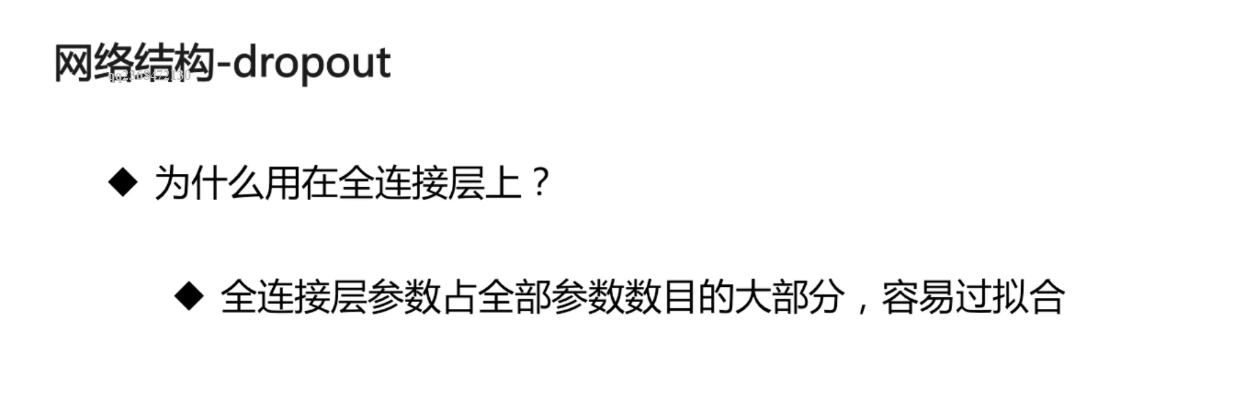 网络结构-dropout
◆ 为什么用在全连接层上？
◆ 全连接层参数占全部参数数目的大部分，容易过拟合